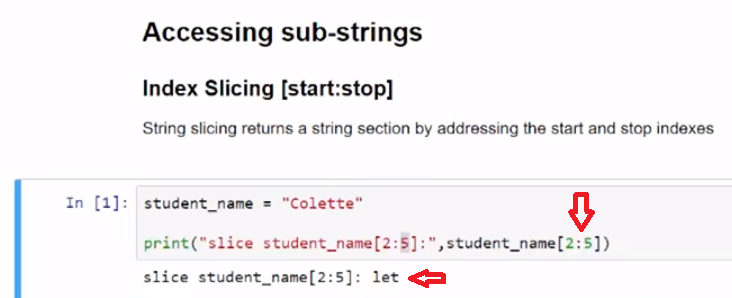 Accessing sub-strings
Index Slicing [start:stop]
String slicing returns a string section by addressing the start and stop indexes
In [1]: student_name = "Colette"
print("slice student_name[2:5]:",student_name[2:5])
slice student_name[2:5]: let